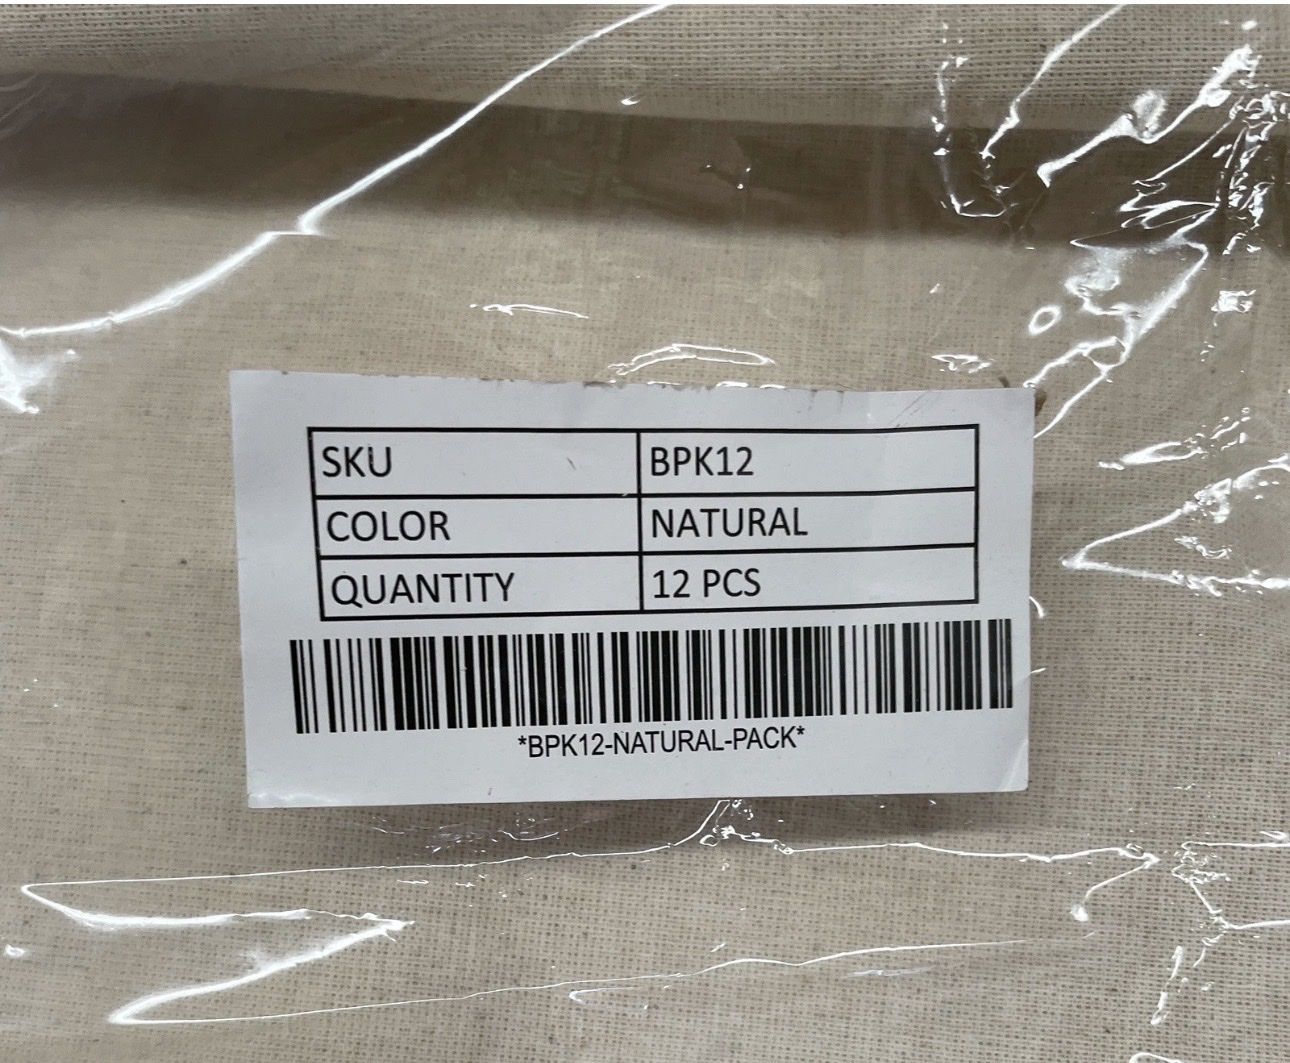 SKU BPK12
COLOR NATURAL
QUANTITY 12 PCS
*BPK12-NATURAL-PACK*